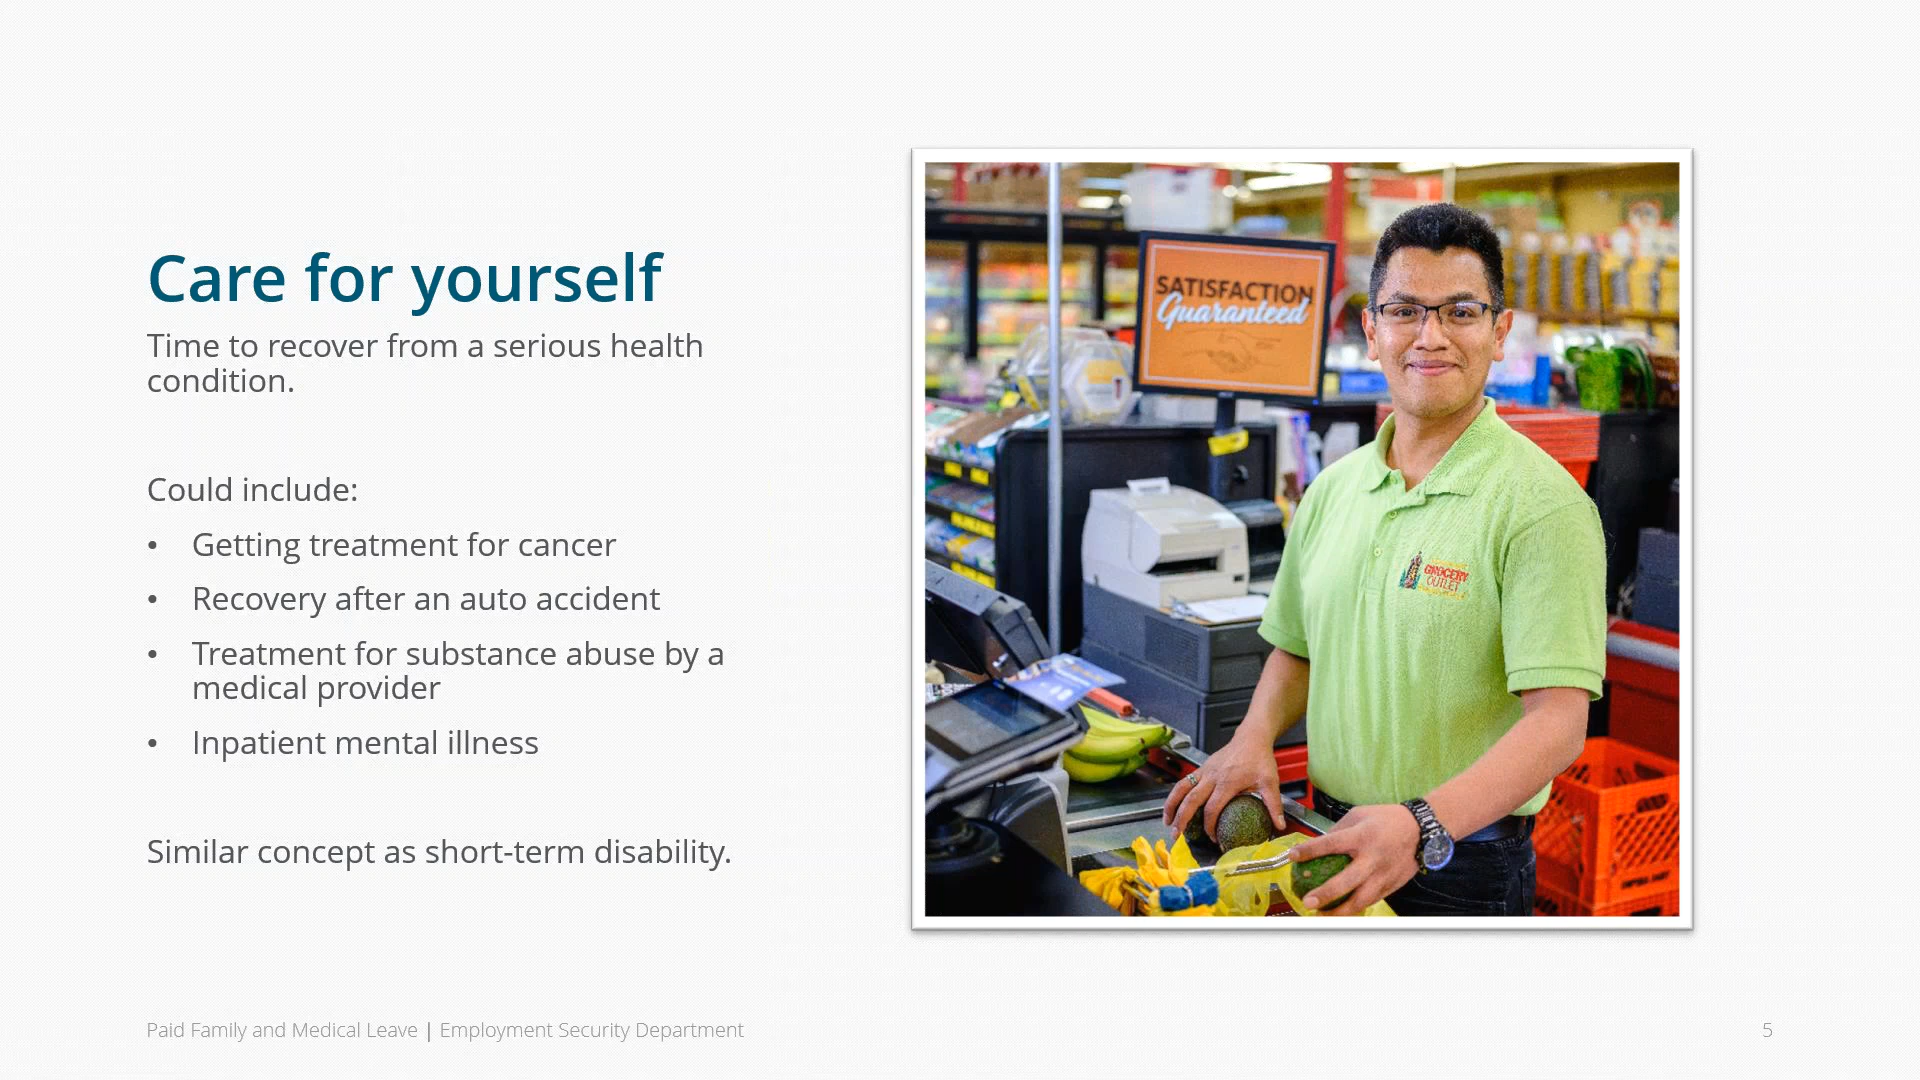 Care for yourself
Time to recover from a serious health
condition.
Could include:
• Getting treatment for cancer
• Recovery after an auto accident
• Treatment for substance abuse by a
medical provider
• Inpatient mental illness
Similar concept as short-term disability.
SATISFACTION
Guaranteed
GROCERY
OUTLET
Paid Family and Medical Leave | Employment Security Department
5